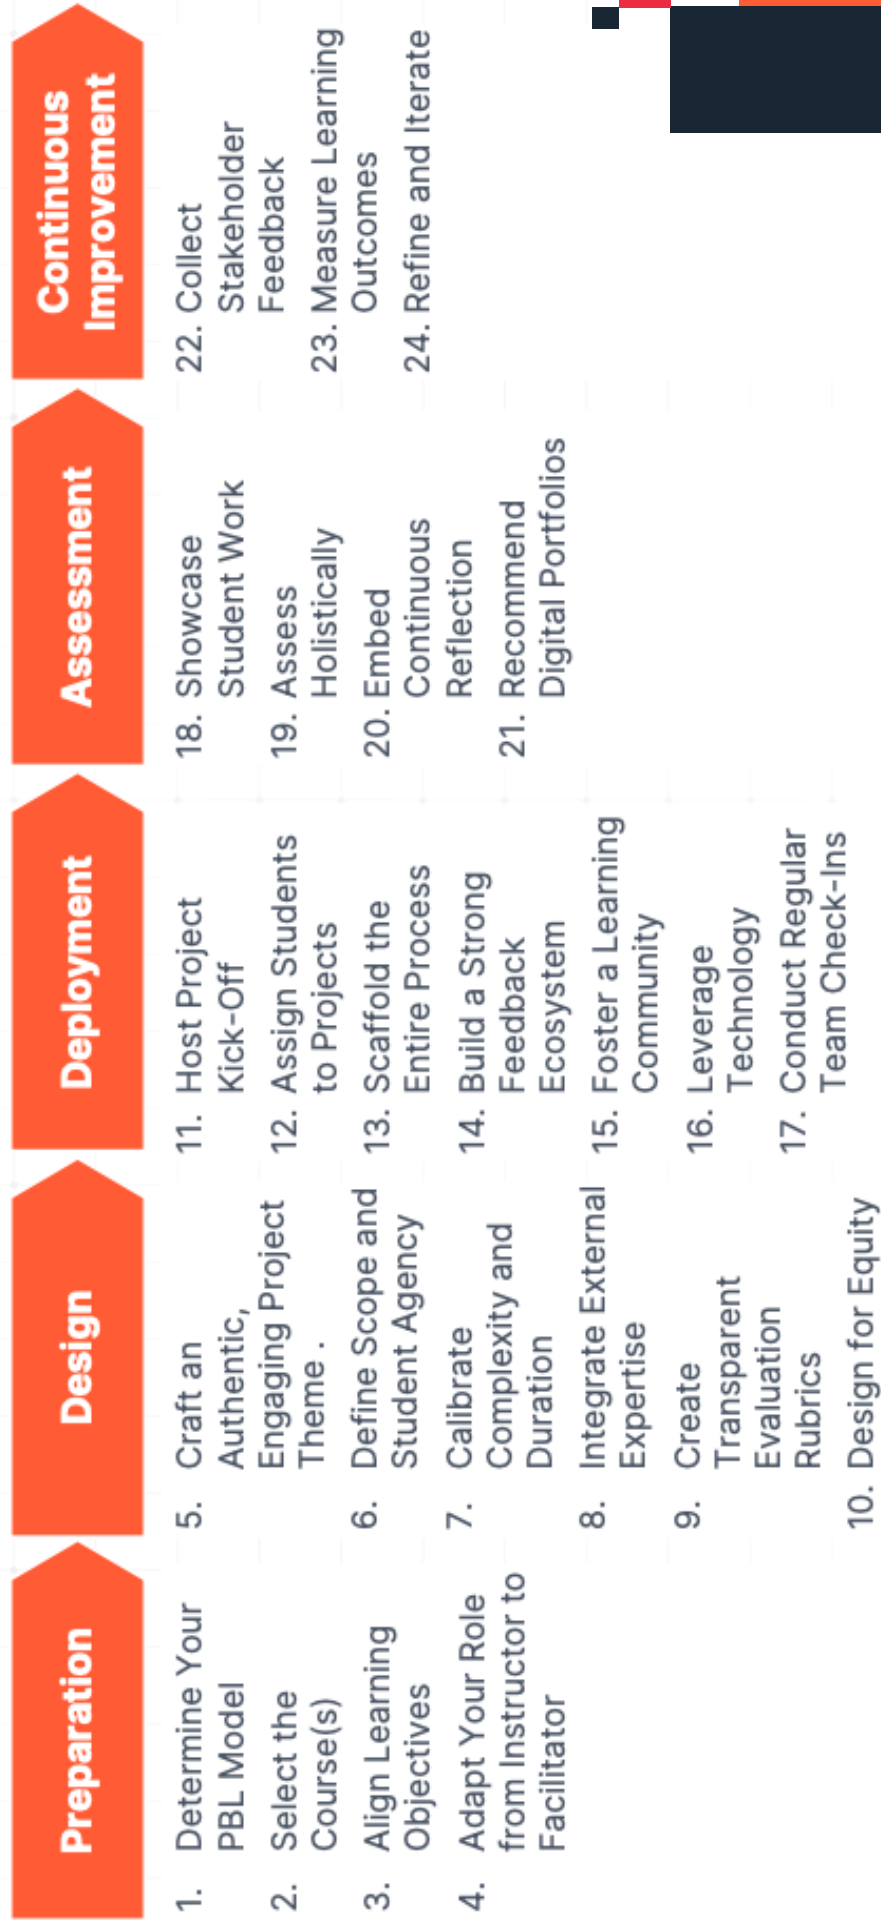 Preparation
1. Determine Your
PBL Model
2. Select the
Course(s)
3. Align Learning
Objectives
4. Adapt Your Role
from Instructor to
Facilitator
Design
5. Craft an
Authentic,
Engaging Project
Theme .
6. Define Scope and
Student Agency
7. Calibrate
Complexity and
Duration
8. Integrate External
Expertise
9. Create
Transparent
Evaluation
Rubrics
10. Design for Equity
Deployment
11. Host Project
Kick-Off
12. Assign Students
to Projects
13. Scaffold the
Entire Process
14. Build a Strong
Feedback
Ecosystem
15. Foster a Learning
Community
16. Leverage
Technology
17. Conduct Regular
Team Check-Ins
Assessment
18. Showcase
Student Work
19. Assess
Holistically
20. Embed
Continuous
Reflection
21. Recommend
Digital Portfolios
Continuous
Improvement
22. Collect
Stakeholder
Feedback
23. Measure Learning
Outcomes
24. Refine and Iterate